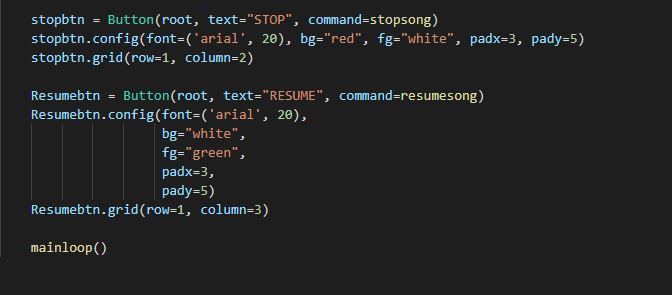 stopbtn = Button(root, text="STOP", command=stopsong)
stopbtn.config(font=('arial', 20), bg="red", fg="white", padx=3, pady=5)
stopbtn.grid(row=1, column=2)
Resumebtn = Button(root, text="RESUME", command=resumesong)
Resumebtn.config(font=('arial', 20),
bg="white",
fg="green",
padx=3,
pady=5)
Resumebtn.grid(row=1, column=3)
mainloop()